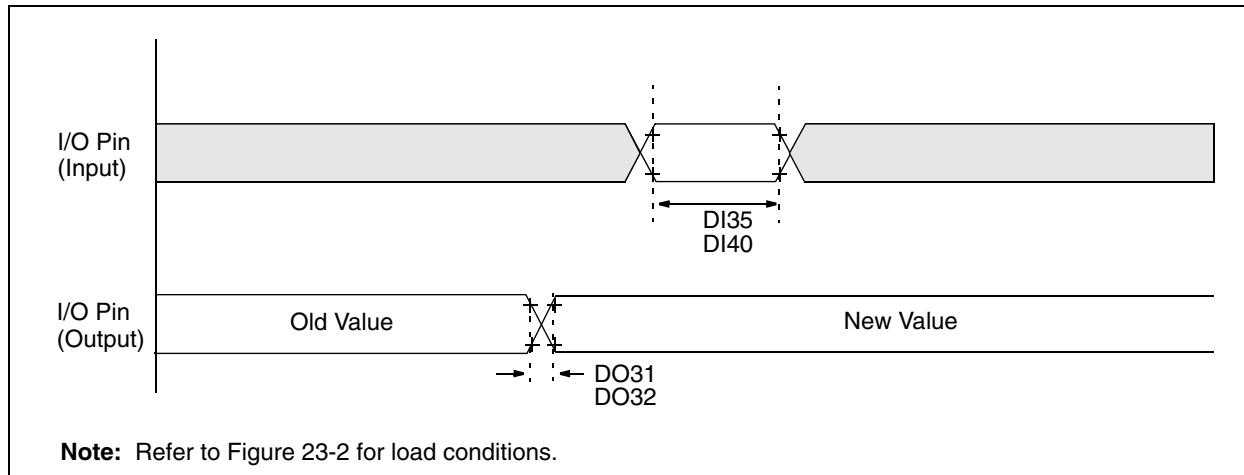 I/O Pin
(Input)
DI35
DI40
I/O Pin
(Output)
Old Value
New Value
DO31
DO32
Note: Refer to Figure 23-2 for load conditions.